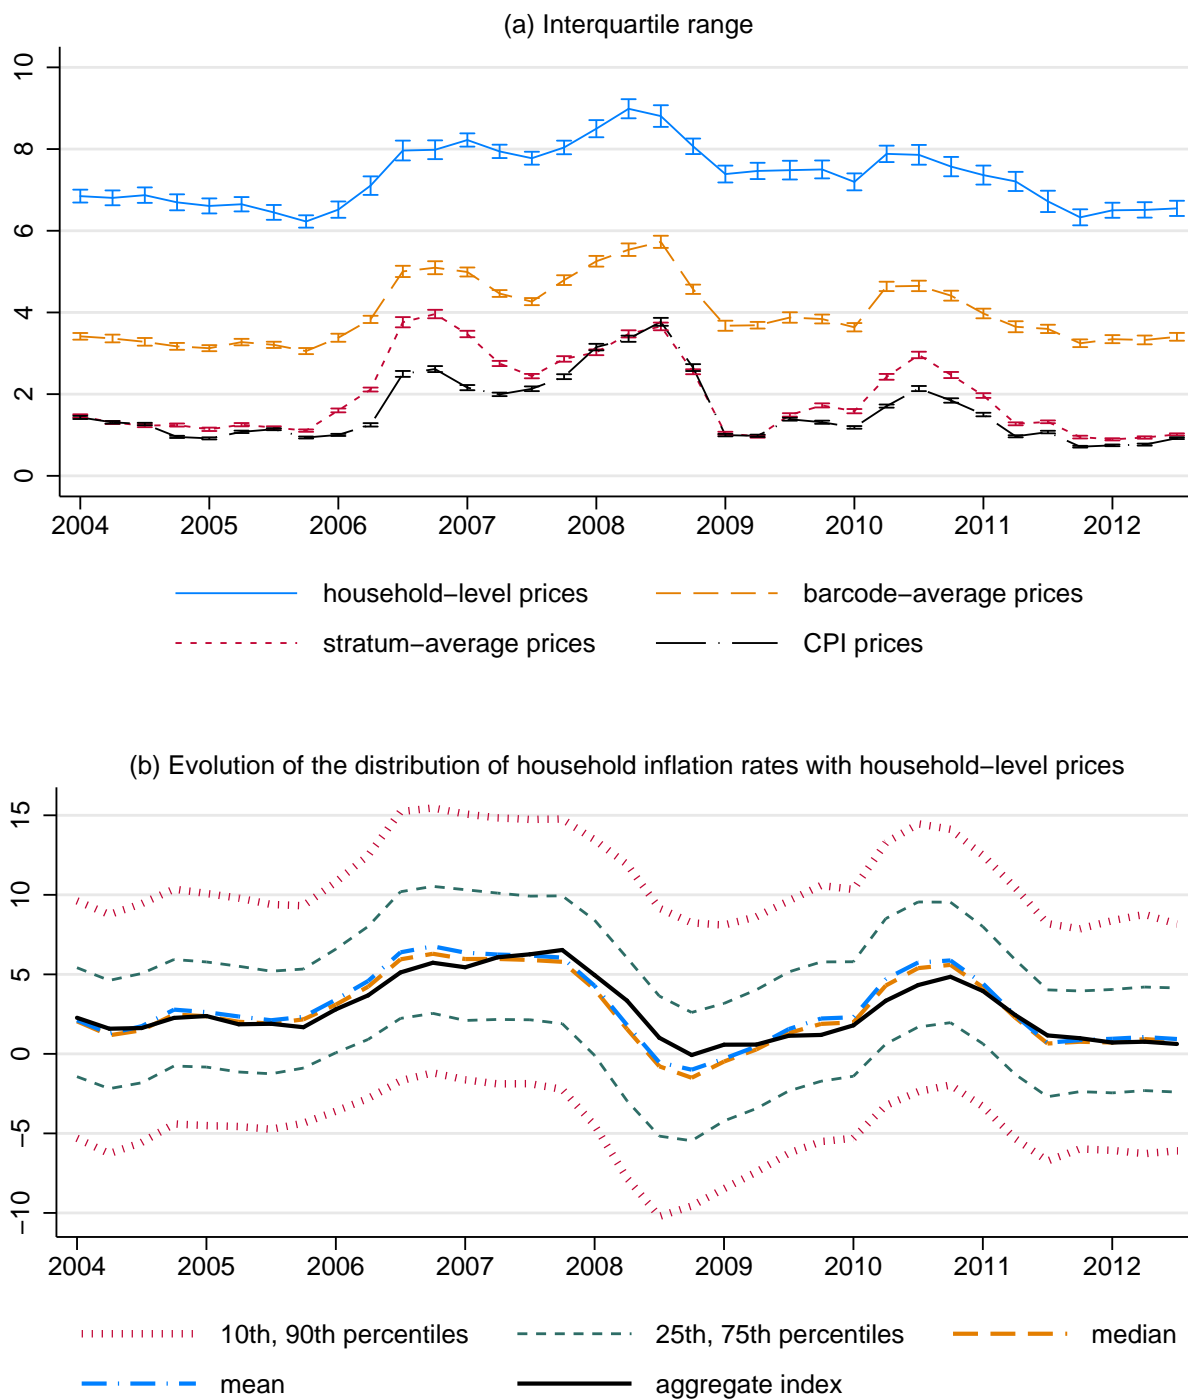 (a) Interquartile range
10
8
6
4
2
0
2004 2005 2006 2007 2008 2009 2010 2011 2012
household−level prices barcode−average prices
stratum−average prices CPI prices
(b) Evolution of the distribution of household inflation rates with household−level prices
15
10
5
0
−5
−10
2004 2005 2006 2007 2008 2009 2010 2011 2012
10th, 90th percentiles 25th, 75th percentiles median
mean aggregate index